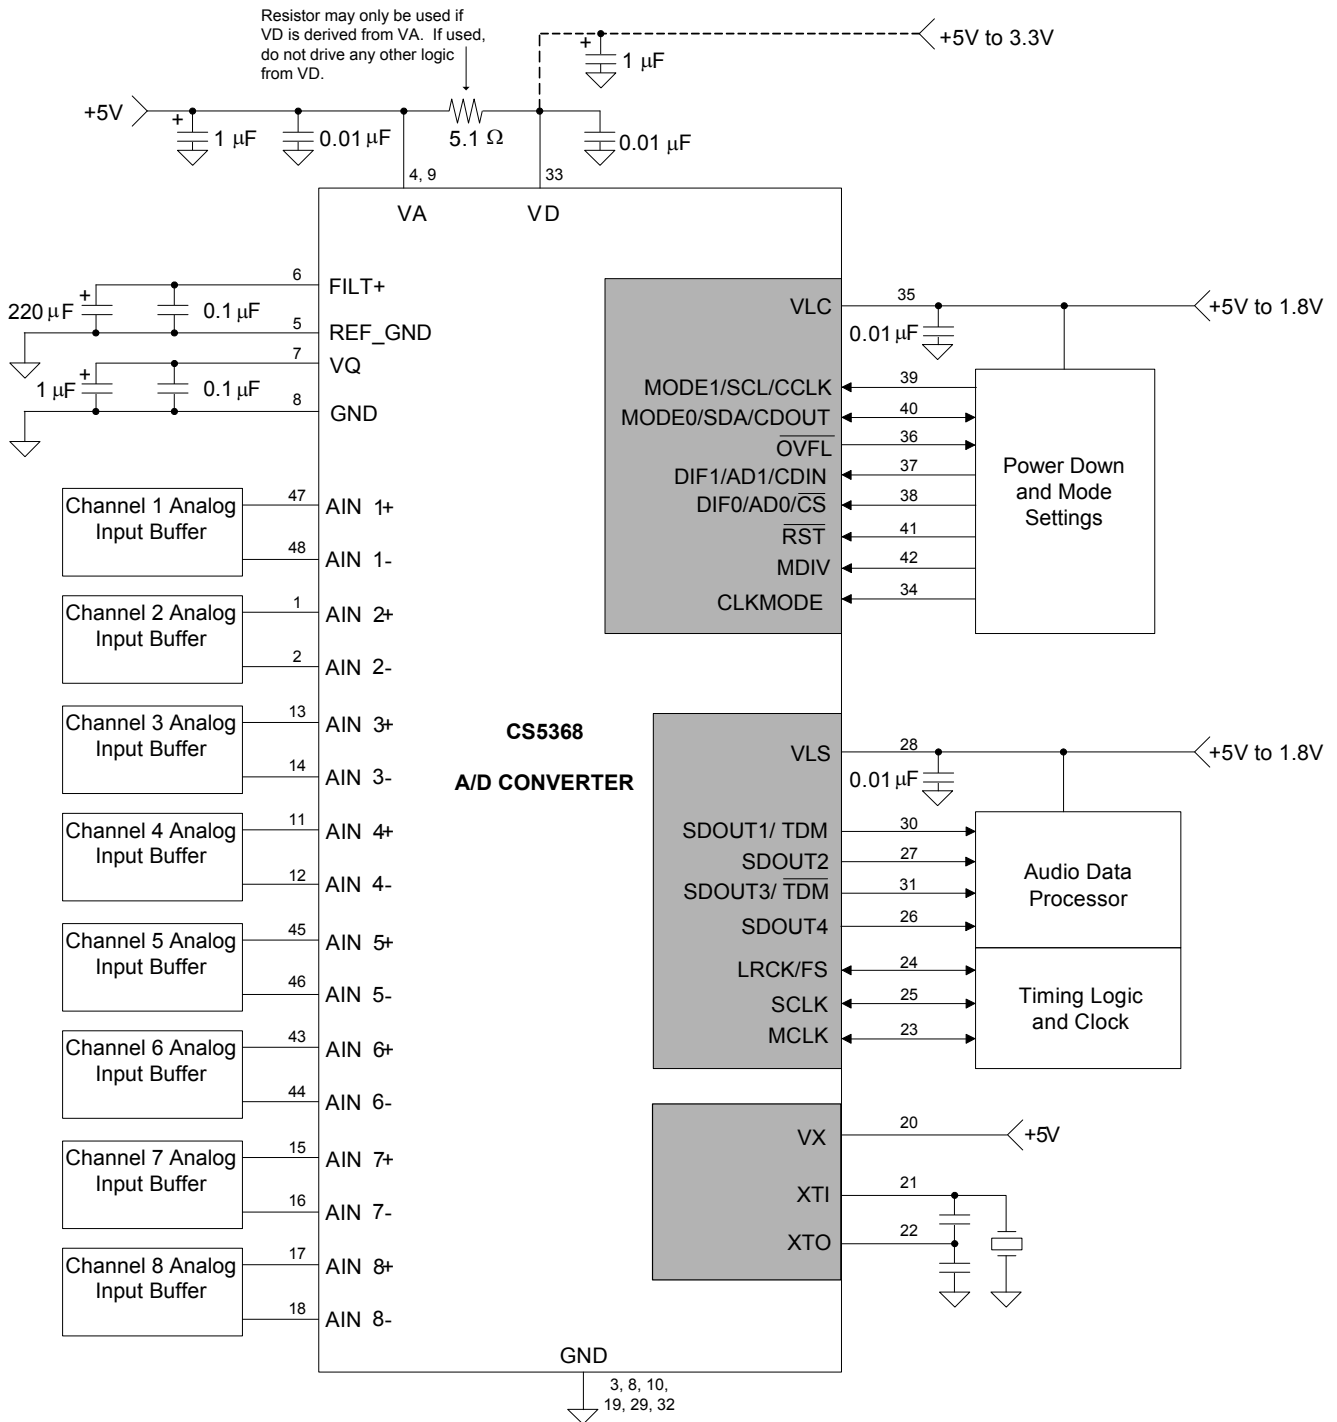 Resistor may only be used if
VD is derived from VA. If used,
do not drive any other logic
from VD.
+
1 μF
+5V to 3.3V
+5V
+
1 μF
0.01 μF
5.1 Ω
0.01 μF
4, 9
33
VA
VD
6
FILT+
220 μF
+
0.1 μF
5
REF_GND
7
VQ
1 μF
+
0.1 μF
8
GND
VLC
35
+5V to 1.8V
0.01 μF
MODE1/SCL/CCLK
39
MODE0/SDA/CDOUT
40
OVFL
36
DIF1/AD1/CDIN
37
DIF0/AD0/CS
38
RST
41
MDIV
42
CLKMODE
34
Power Down
and Mode
Settings
Channel 1 Analog
Input Buffer
47
AIN 1+
48
AIN 1-
Channel 2 Analog
Input Buffer
1
AIN 2+
2
AIN 2-
Channel 3 Analog
Input Buffer
13
AIN 3+
14
AIN 3-
Channel 4 Analog
Input Buffer
11
AIN 4+
12
AIN 4-
Channel 5 Analog
Input Buffer
45
AIN 5+
46
AIN 5-
Channel 6 Analog
Input Buffer
43
AIN 6+
44
AIN 6-
Channel 7 Analog
Input Buffer
15
AIN 7+
16
AIN 7-
Channel 8 Analog
Input Buffer
17
AIN 8+
18
AIN 8-
CS5368
A/D CONVERTER
VLS
28
+5V to 1.8V
0.01 μF
SDOUT1/ TDM
30
SDOUT2
27
SDOUT3/ TDM
31
SDOUT4
26
Audio Data
Processor
LRCK/FS
24
SCLK
25
MCLK
23
Timing Logic
and Clock
VX
20
+5V
XTI
21
XTO
22
GND
3, 8, 10,
19, 29, 32